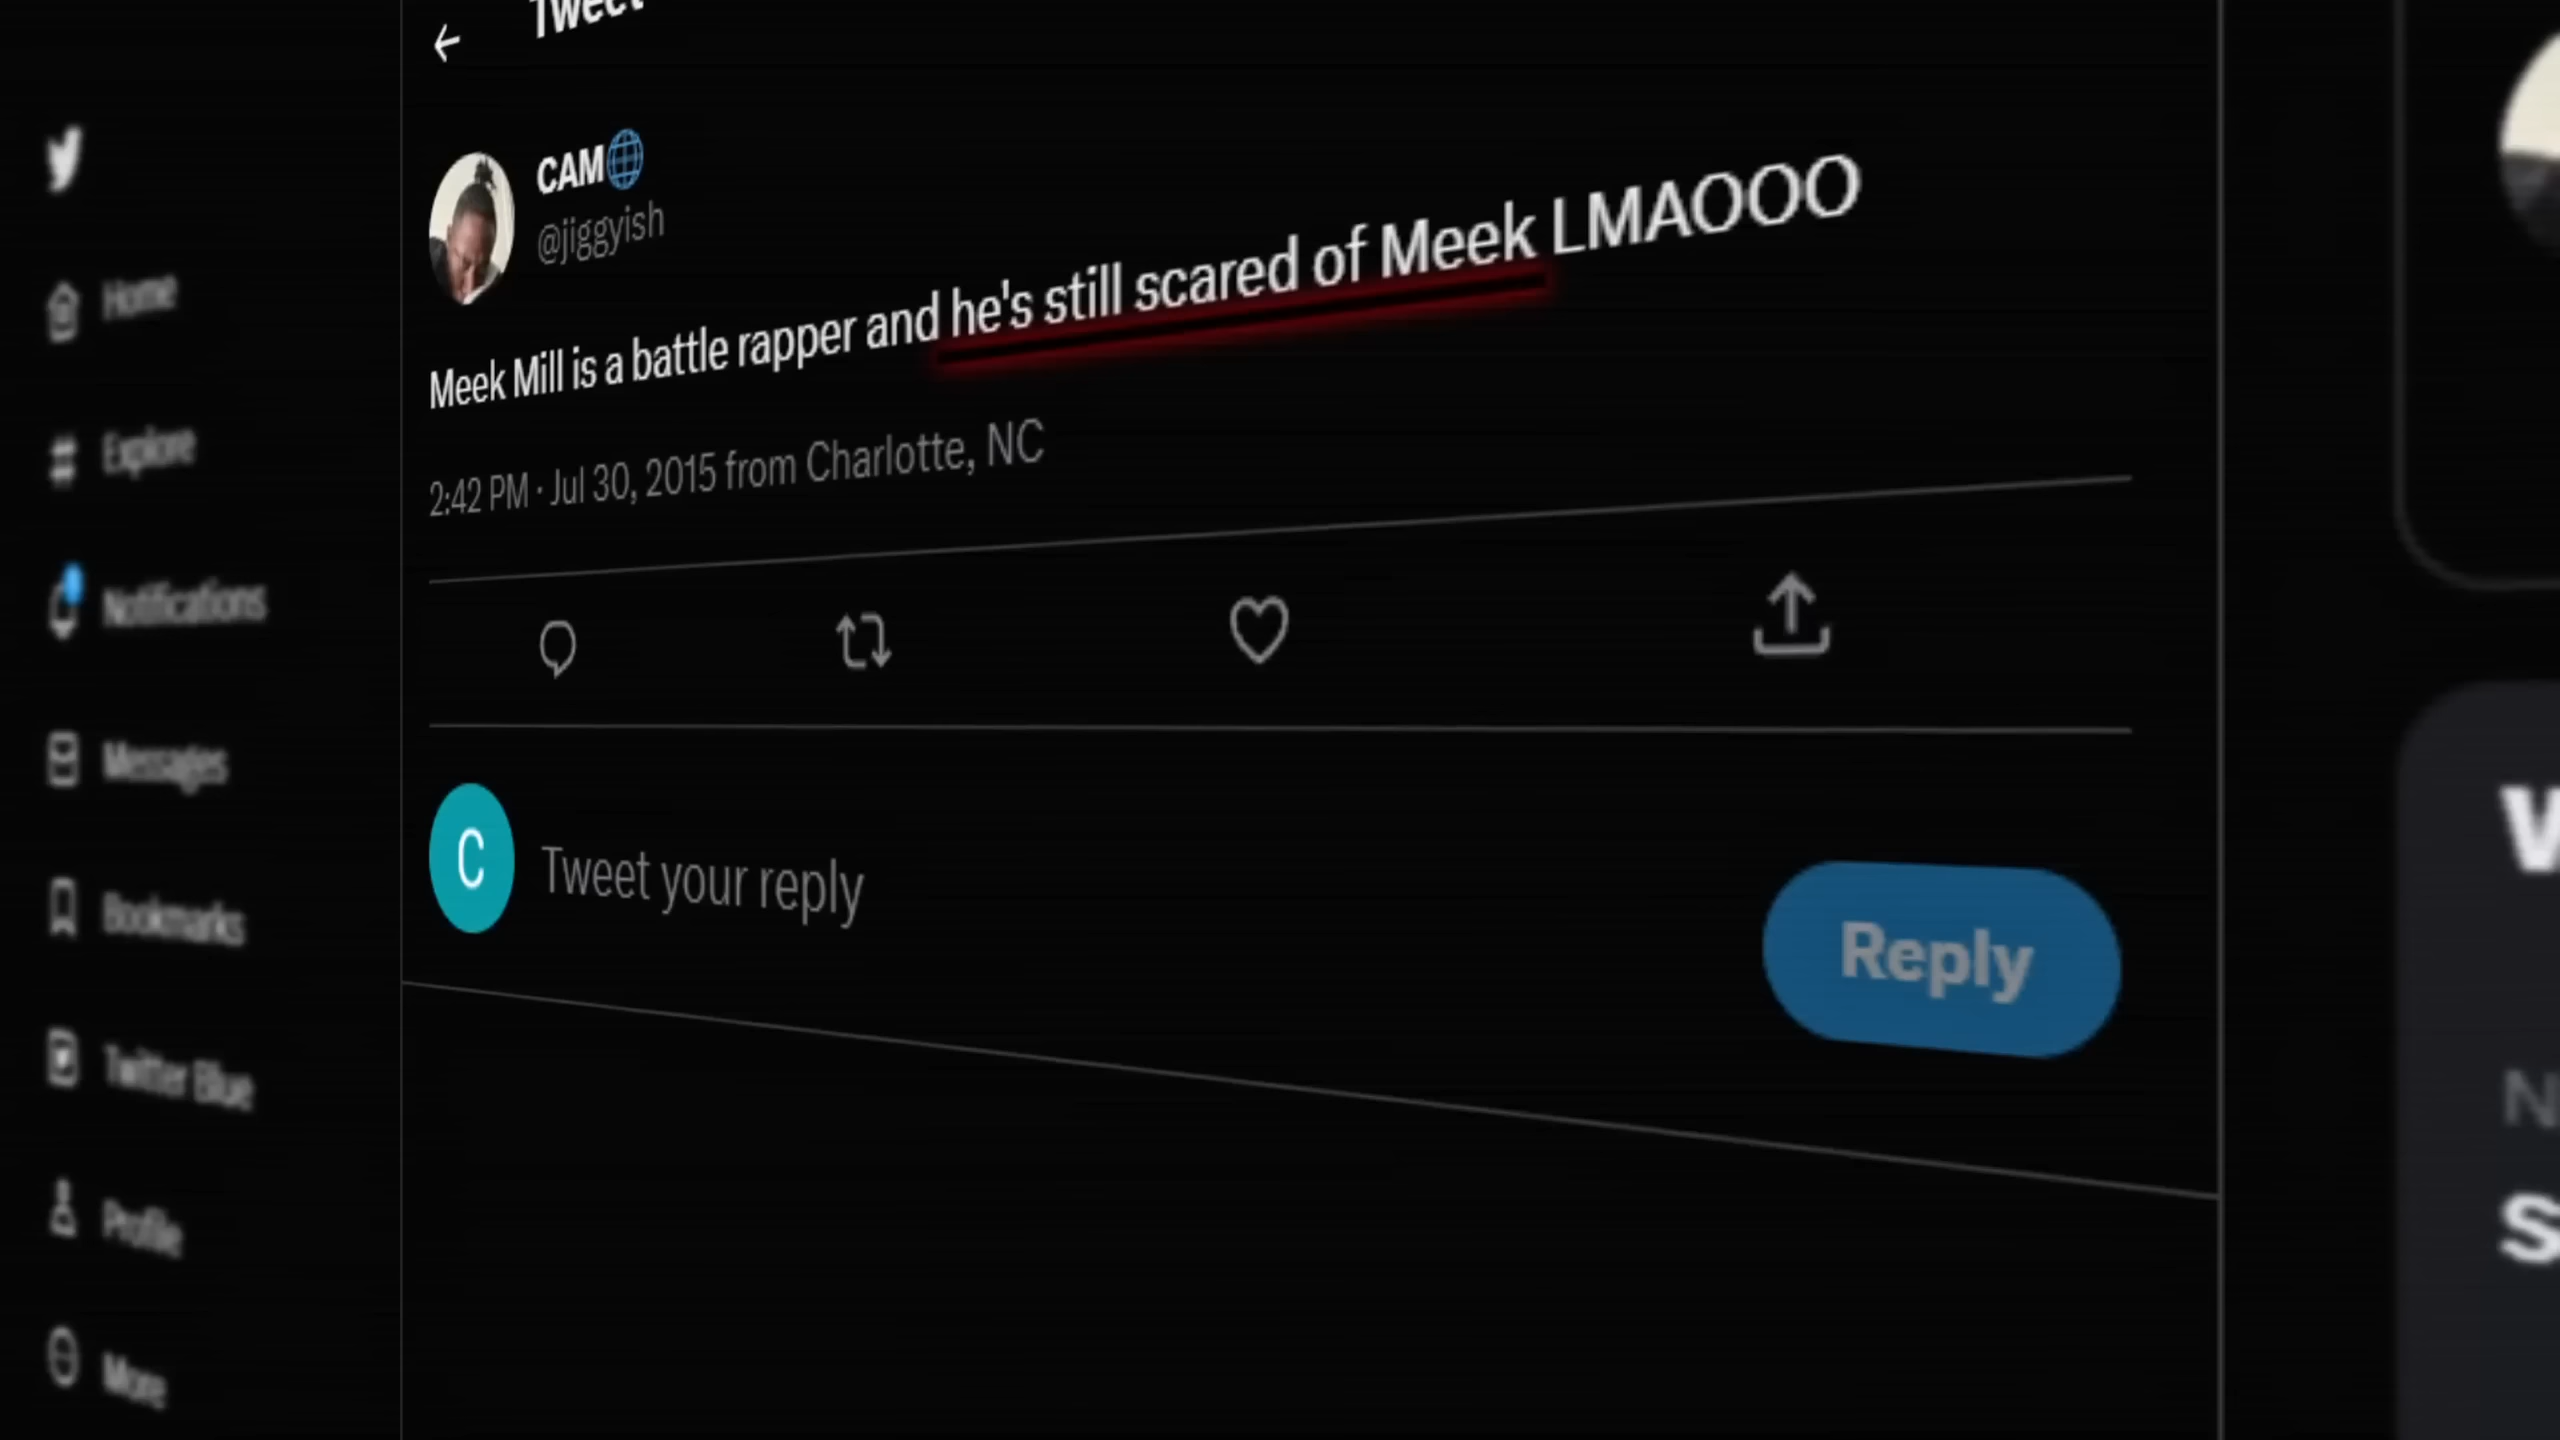 Tweet
CAM
@jiggyish
Meek Mill is a battle rapper and he's still scared of Meek LMAOOO
2:42 PM · Jul 30, 2015 from Charlotte, NC
Home
Explore
Notifications
Messages
Bookmarks
Twitter Blue
Profile
More
C
Tweet your reply
Reply